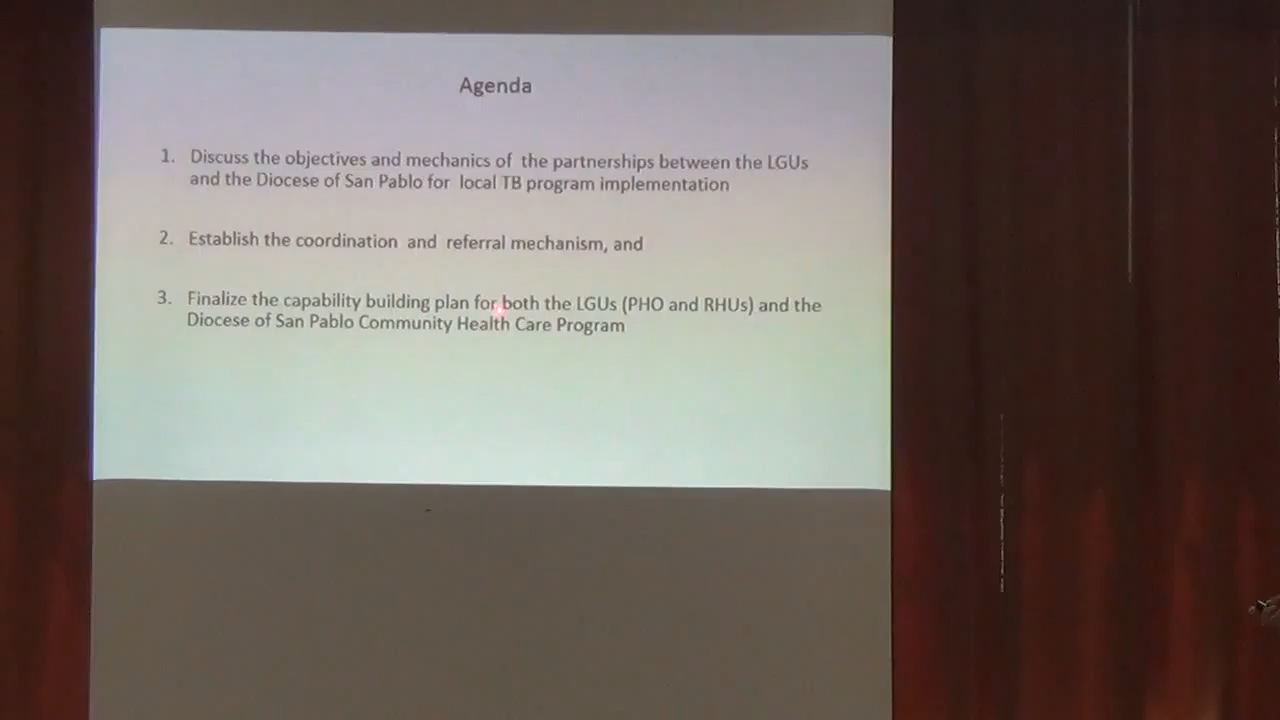 Agenda
1. Discuss the objectives and mechanics of the partnerships between the LGUs
and the Diocese of San Pablo for local TB program implementation
2. Establish the coordination and referral mechanism, and
3. Finalize the capability building plan for both the LGUs (PHO and RHUs) and the
Diocese of San Pablo Community Health Care Program